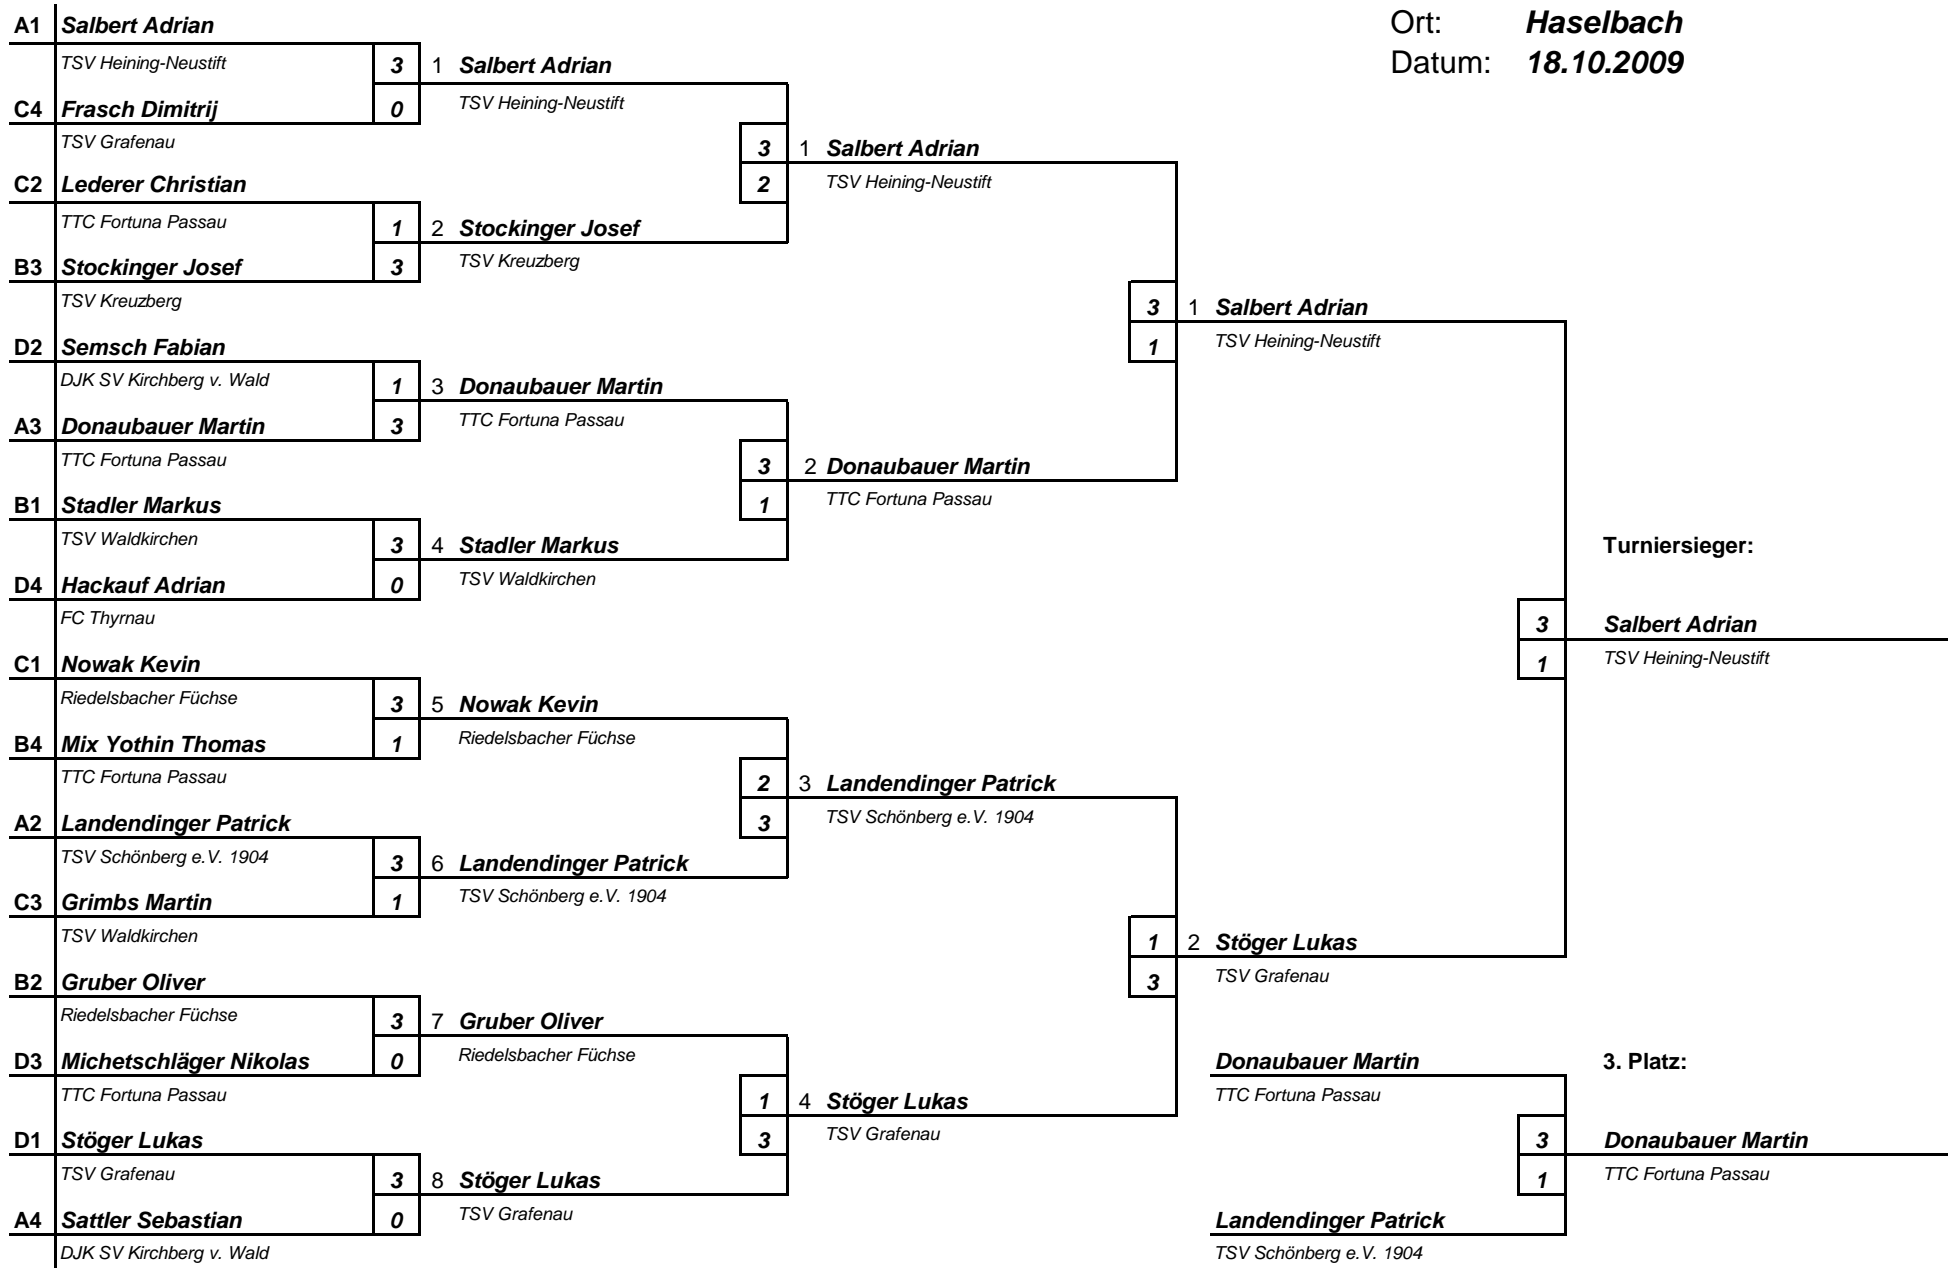 Ort: Haselbach
Datum: 18.10.2009
A1 Salbert Adrian
TSV Heining-Neustift 3
C4 Frasch Dimitrij 0
TSV Grafenau
C2 Lederer Christian
TTC Fortuna Passau 1
B3 Stockinger Josef 3
TSV Kreuzberg
D2 Semsch Fabian
DJK SV Kirchberg v. Wald 1
A3 Donaubauer Martin 3
TTC Fortuna Passau
B1 Stadler Markus
TSV Waldkirchen 3
D4 Hackauf Adrian 0
FC Thyrnau
C1 Nowak Kevin
Riedelsbacher Füchse 3
B4 Mix Yothin Thomas 1
TTC Fortuna Passau
A2 Landendinger Patrick
TSV Schönberg e.V. 1904 3
C3 Grimbs Martin 1
TSV Waldkirchen
B2 Gruber Oliver
Riedelsbacher Füchse 3
D3 Michetschläger Nikolas 0
TTC Fortuna Passau
D1 Stöger Lukas
TSV Grafenau 3
A4 Sattler Sebastian 0
DJK SV Kirchberg v. Wald
1 Salbert Adrian
TSV Heining-Neustift
3
2
2 Stockinger Josef
TSV Kreuzberg
3 Donaubauer Martin
TTC Fortuna Passau
3
1
4 Stadler Markus
TSV Waldkirchen
5 Nowak Kevin
Riedelsbacher Füchse
2
3
6 Landendinger Patrick
TSV Schönberg e.V. 1904
7 Gruber Oliver
Riedelsbacher Füchse
1
3
8 Stöger Lukas
TSV Grafenau
1 Salbert Adrian
TSV Heining-Neustift
3
1
2 Donaubauer Martin
TTC Fortuna Passau
3 Landendinger Patrick
TSV Schönberg e.V. 1904
1
3
4 Stöger Lukas
TSV Grafenau
1 Salbert Adrian
TSV Heining-Neustift
3
1
2 Stöger Lukas
TSV Grafenau
Turniersieger:
Salbert Adrian
TSV Heining-Neustift
Donaubauer Martin
TTC Fortuna Passau
3
1
Landendinger Patrick
TSV Schönberg e.V. 1904
3. Platz:
Donaubauer Martin
TTC Fortuna Passau